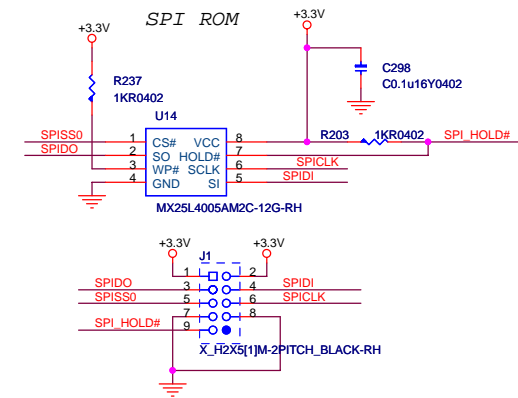 SPI ROM
+3.3V
+3.3V
R237
1KR0402
C298
C0.1u16Y0402
U14
SPISS0 1 CS# VCC 8 R203 1KR0402 SPI_HOLD#
SPIDO 2 SO HOLD# 7
3 WP# SCLK 6 SPICLK
4 GND SI 5 SPIDI
MX25L4005AM2C-12G-RH
+3.3V +3.3V
J1
1 2
SPIDO 3 4 SPIDI
SPISS0 5 6 SPICLK
7 8
SPI_HOLD# 9
X_H2X5[1]M-2PITCH_BLACK-RH